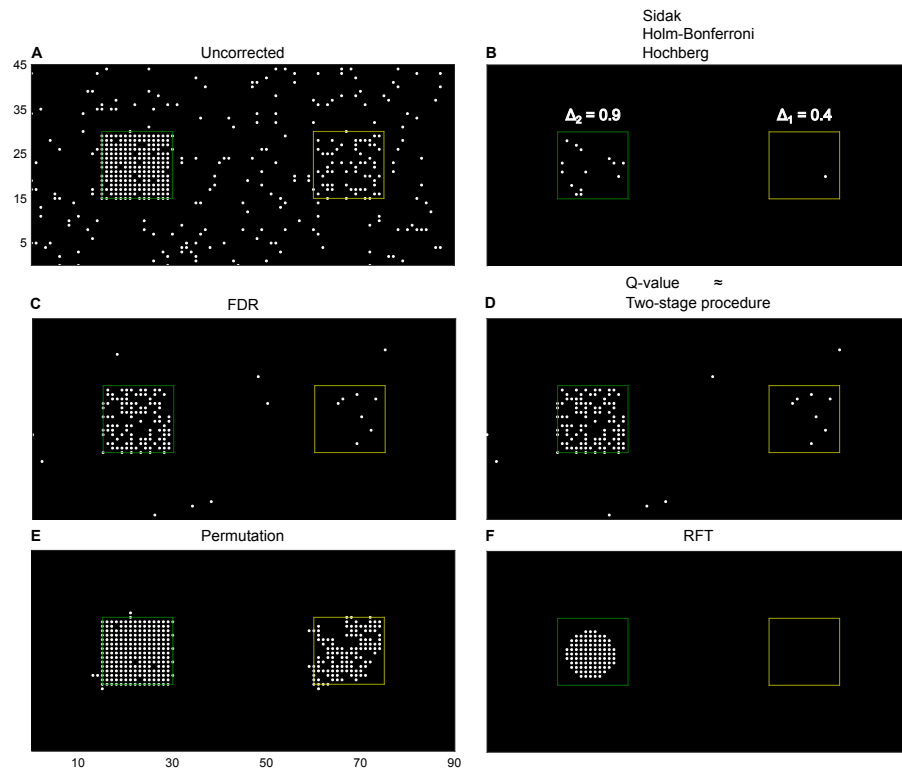 Sidak
Holm-Bonferroni
Hochberg
A
Uncorrected
B
45
35
25
15
5
Δ₂ = 0.9
Δ₁ = 0.4
C
FDR
D
Q-value ≈
Two-stage procedure
E
Permutation
F
RFT
10 30 50 70 90